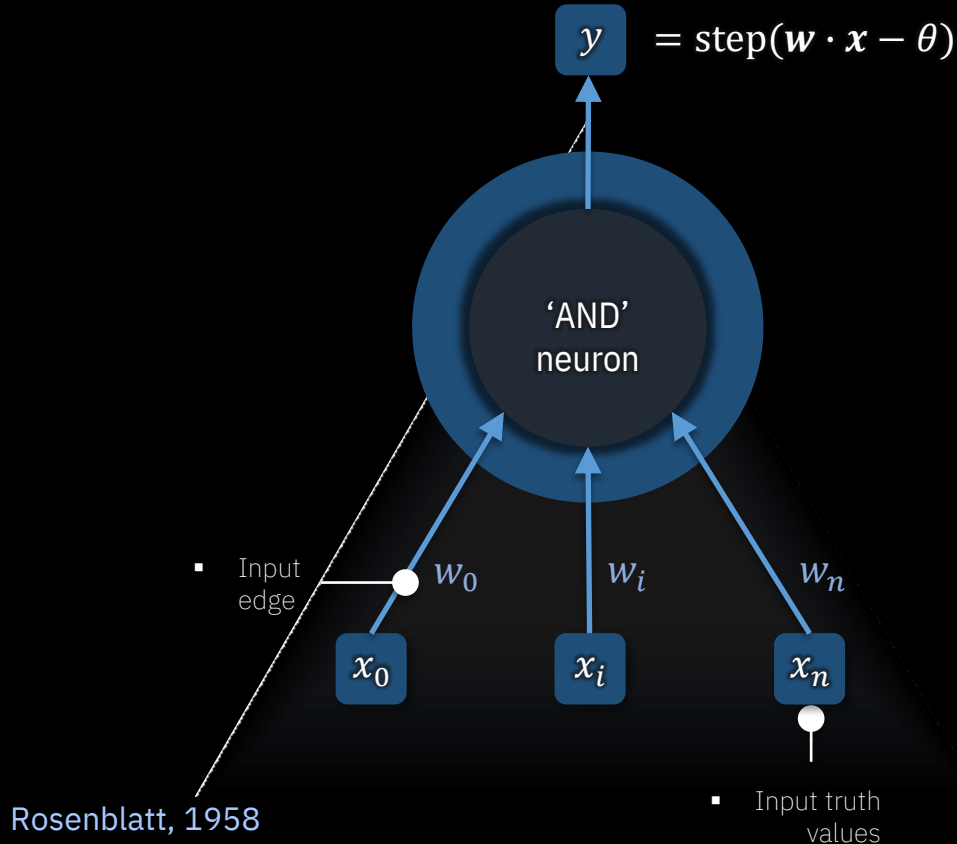 y = step(w · x − θ)
‘AND’
neuron
▪ Input
edge
w₀ wᵢ wₙ
x₀ xᵢ xₙ
▪ Input truth
values
Rosenblatt, 1958